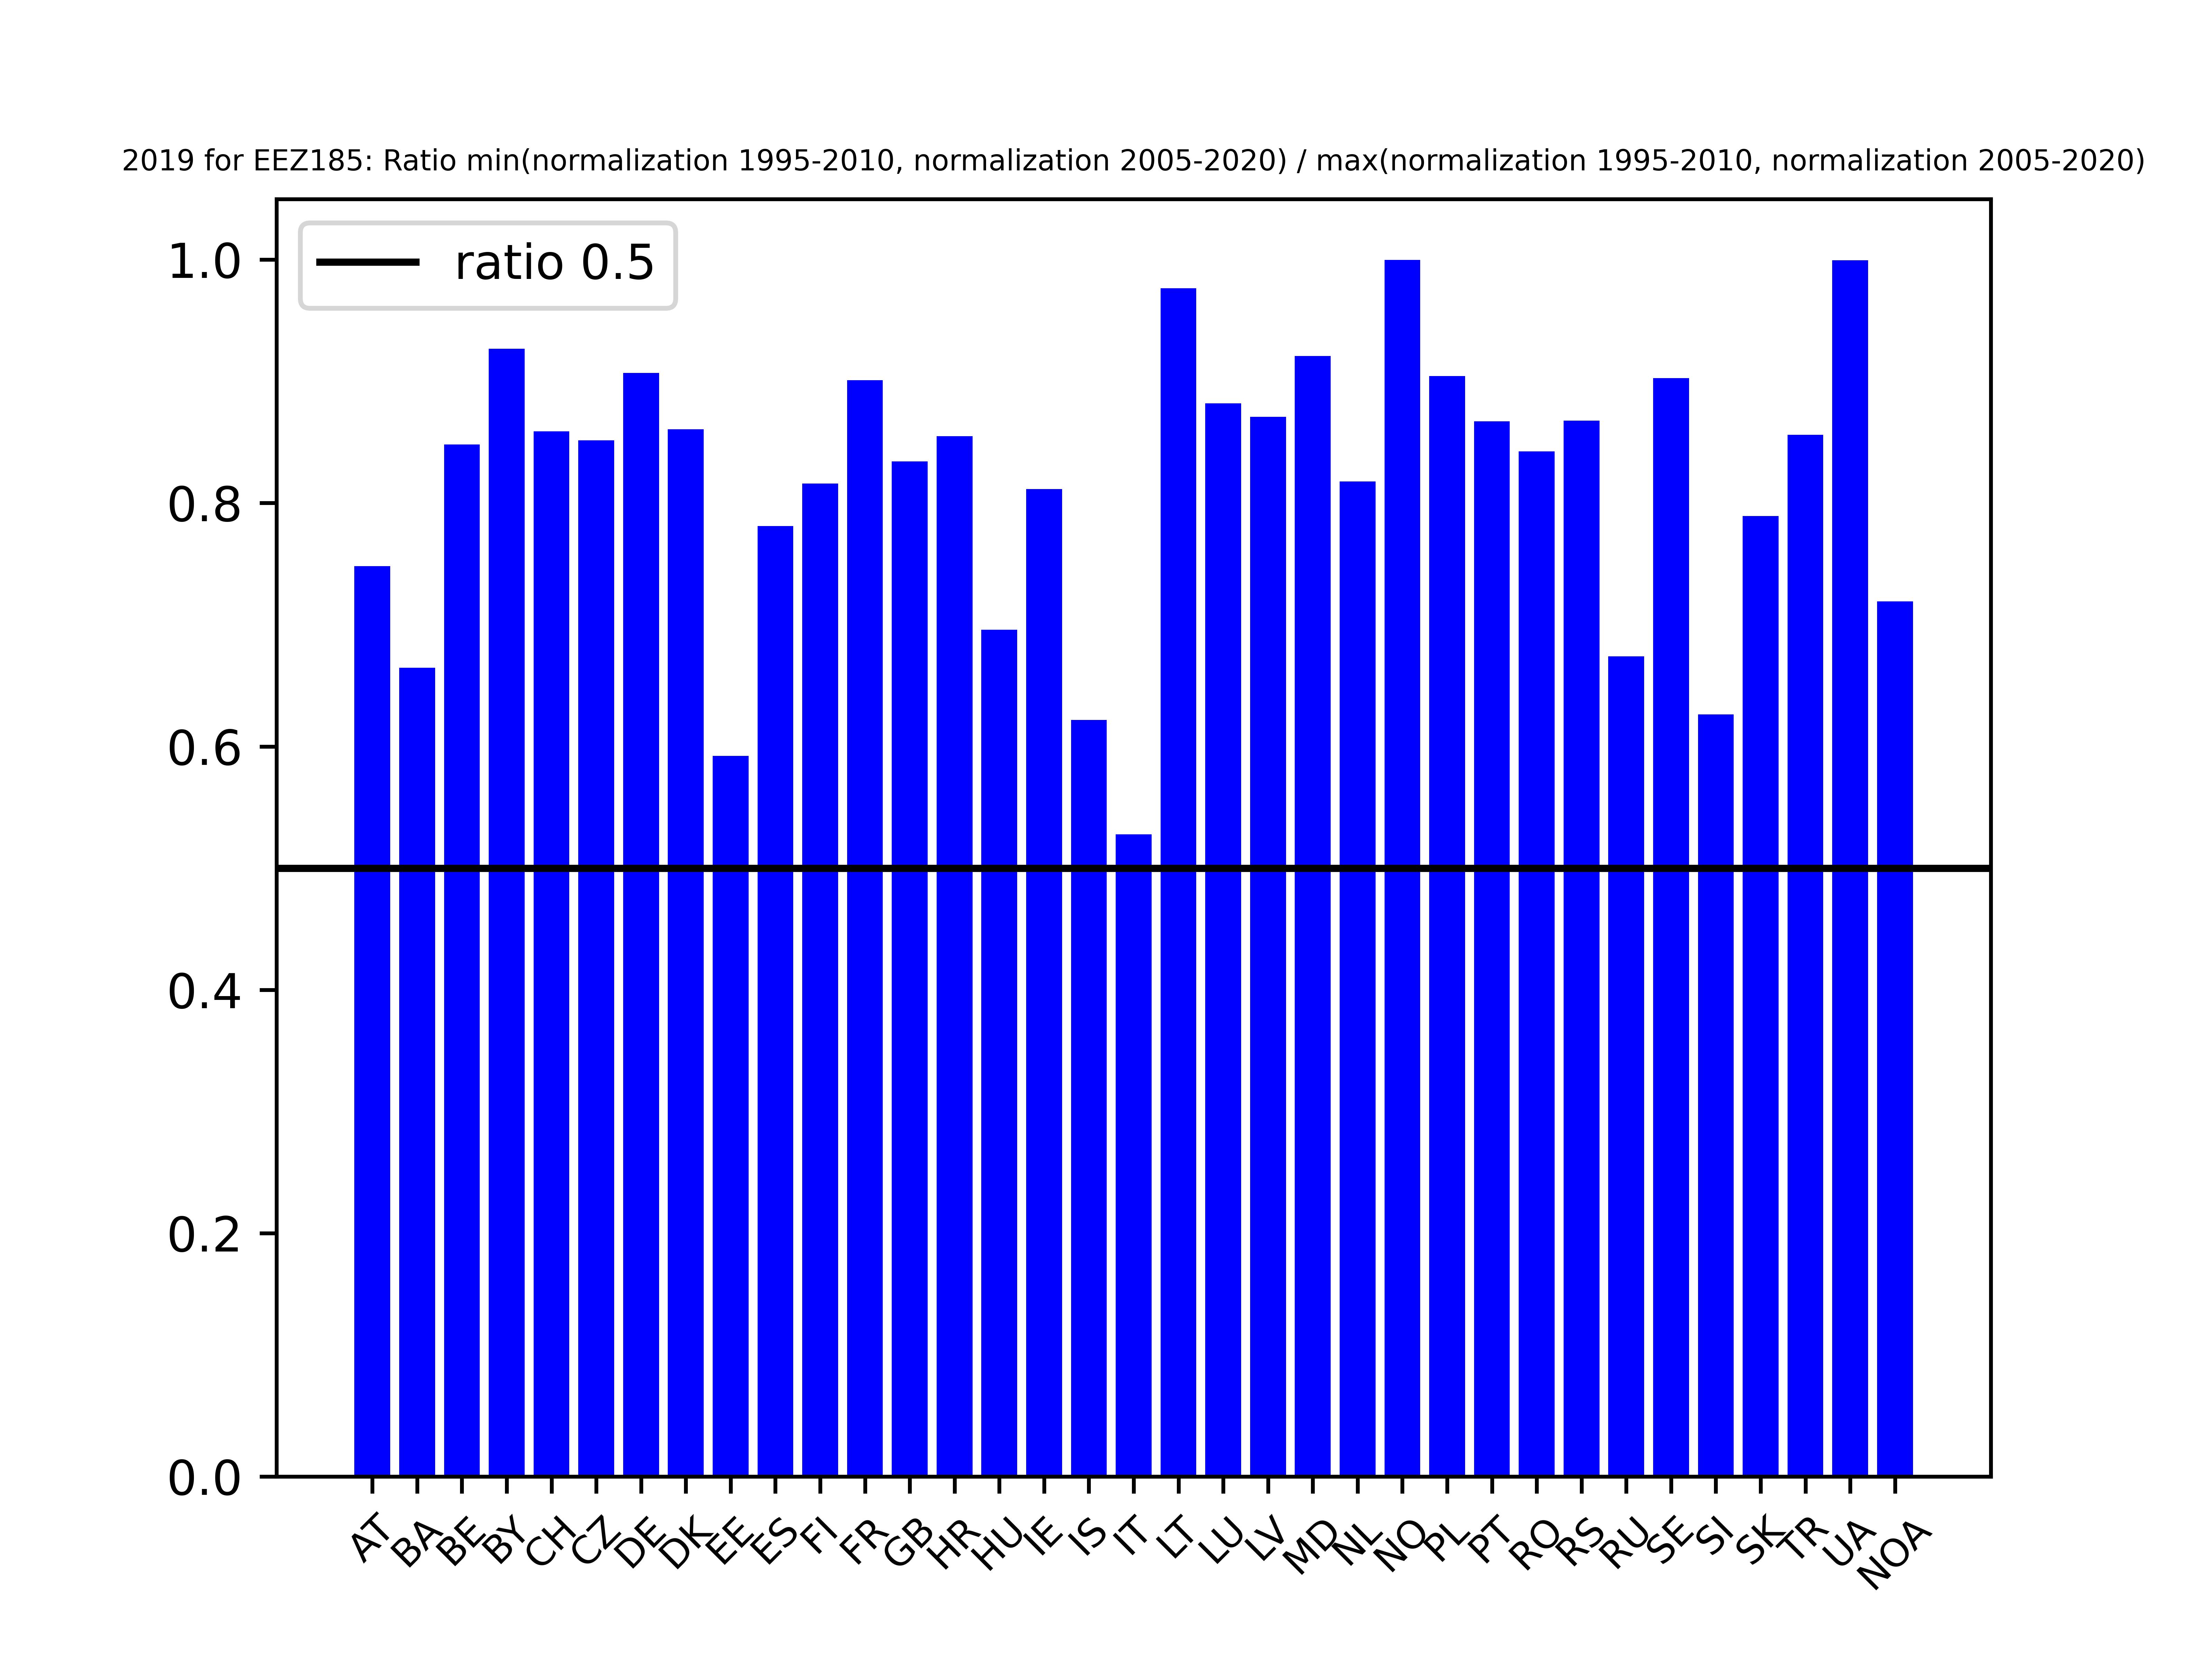 2019 for EEZ185: Ratio min(normalization 1995-2010, normalization 2005-2020) / max(normalization 1995-2010, normalization 2005-2020)
ratio 0.5
1.0
0.8
0.6
0.4
0.2
0.0
AT BA BE BY CH CZ DE DK EE ES FI FR GB HR HU IE IS IT LT LU LV MD NL NO PL PT RO RS RU SE SI SK TR UA NOA